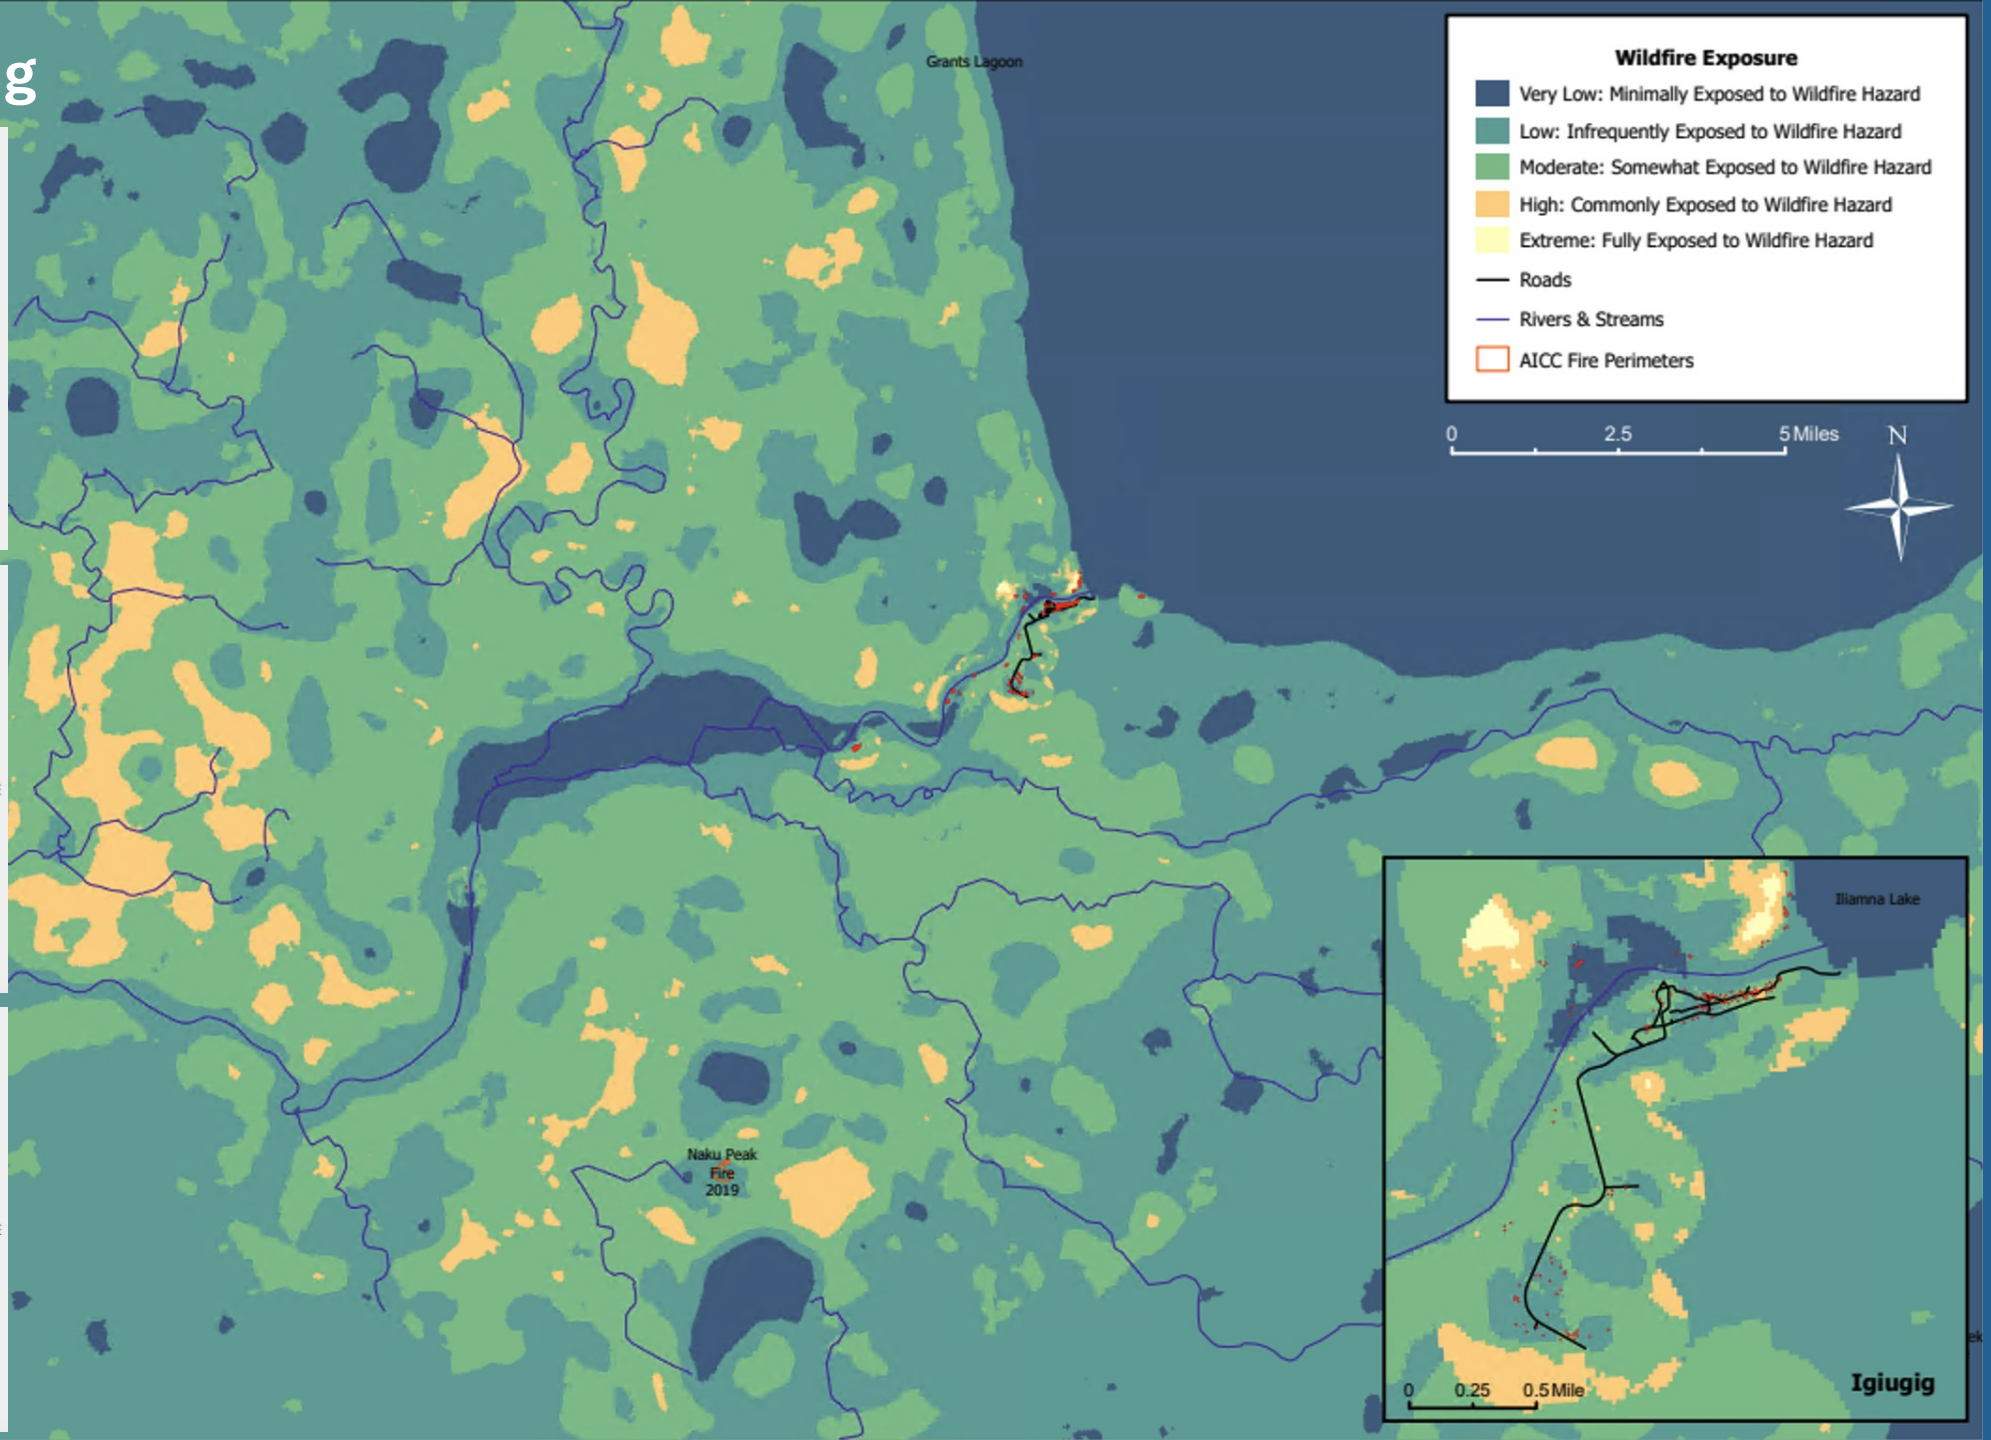 g
Grants Lagoon
Wildfire Exposure
Very Low: Minimally Exposed to Wildfire Hazard
Low: Infrequently Exposed to Wildfire Hazard
Moderate: Somewhat Exposed to Wildfire Hazard
High: Commonly Exposed to Wildfire Hazard
Extreme: Fully Exposed to Wildfire Hazard
Roads
Rivers & Streams
AICC Fire Perimeters
0 2.5 5 Miles
N
Naku Peak
Fire
2019
Iliamna Lake
ek
Igiugig
0 0.25 0.5 Mile